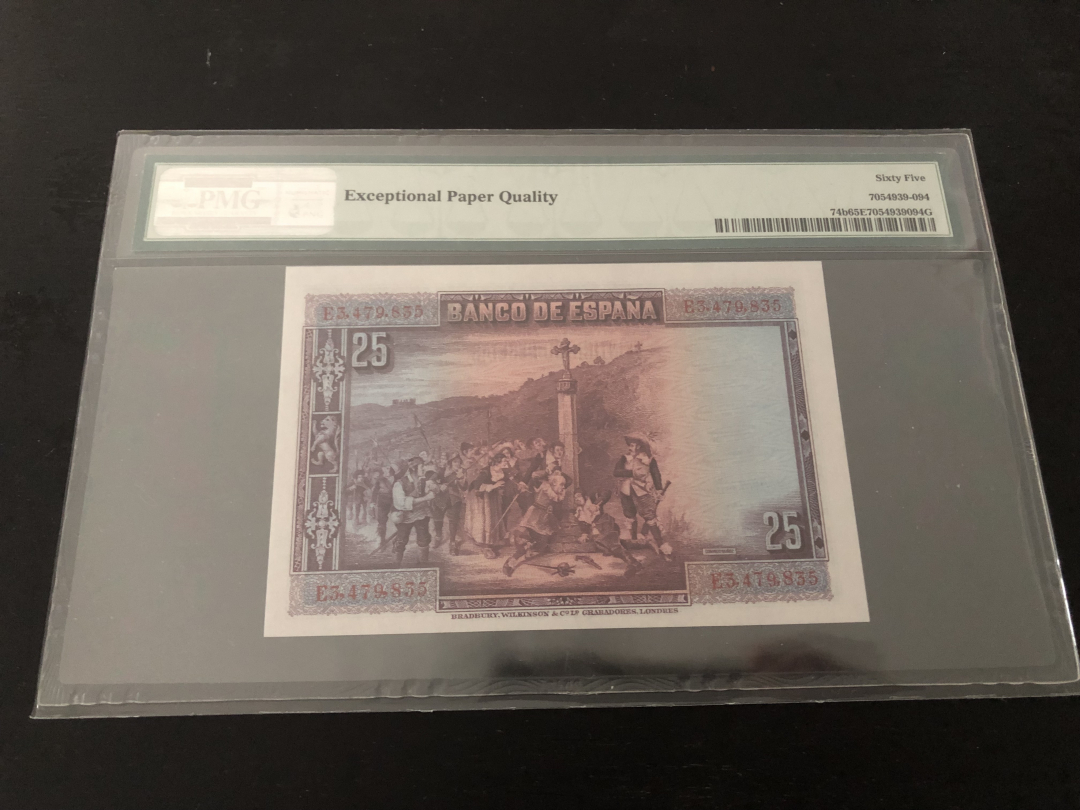 PMG
Exceptional Paper Quality
Sixty Five
7054939-094
74b65E7054939094G
E3,479,835 BANCO DE ESPAÑA E3,479,835
25
25
E3,479,835 E3,479,835
BRADBURY, WILKINSON & Cº Lᴅ GRABADORES. LONDRES